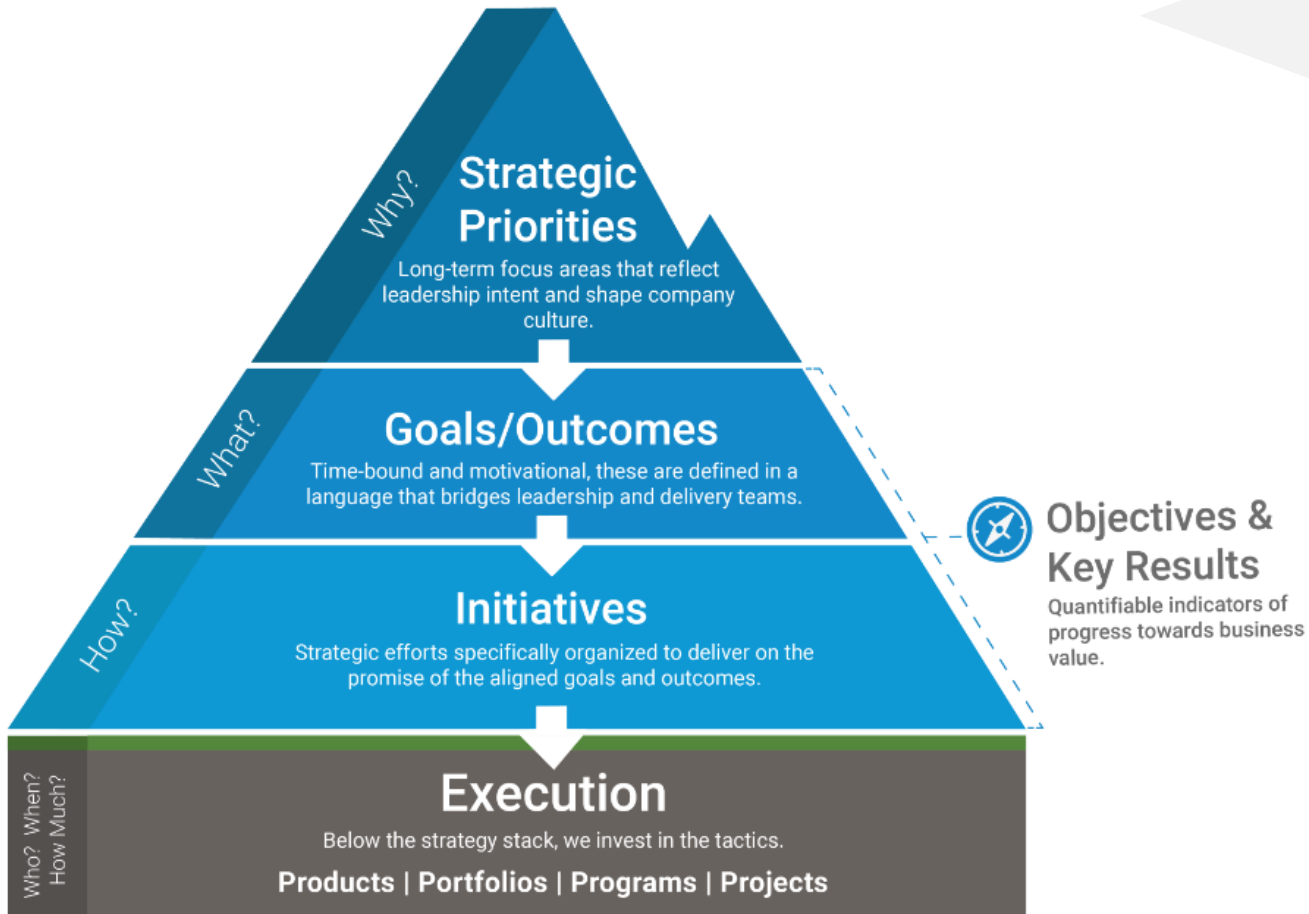 Why?
Strategic
Priorities
Long-term focus areas that reflect
leadership intent and shape company
culture.
What?
Goals/Outcomes
Time-bound and motivational, these are defined in a
language that bridges leadership and delivery teams.
Objectives &
Key Results
Quantifiable indicators of
progress towards business
value.
How?
Initiatives
Strategic efforts specifically organized to deliver on the
promise of the aligned goals and outcomes.
Who? When?
How Much?
Execution
Below the strategy stack, we invest in the tactics.
Products | Portfolios | Programs | Projects